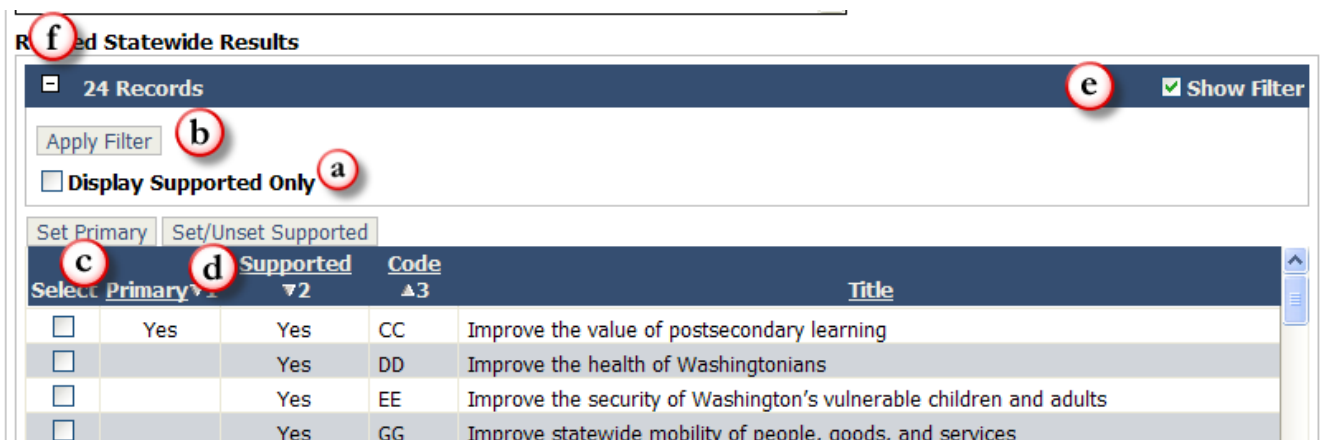 f
R ed Statewide Results
24 Records
e
Show Filter
Apply Filter
b
Display Supported Only
a
Set Primary Set/Unset Supported
c
d
Supported Code
Select Primary ▼1 ▼2 ▲3 Title
Yes Yes CC Improve the value of postsecondary learning
Yes DD Improve the health of Washingtonians
Yes EE Improve the security of Washington's vulnerable children and adults
Yes GG Improve statewide mobility of people, goods, and services